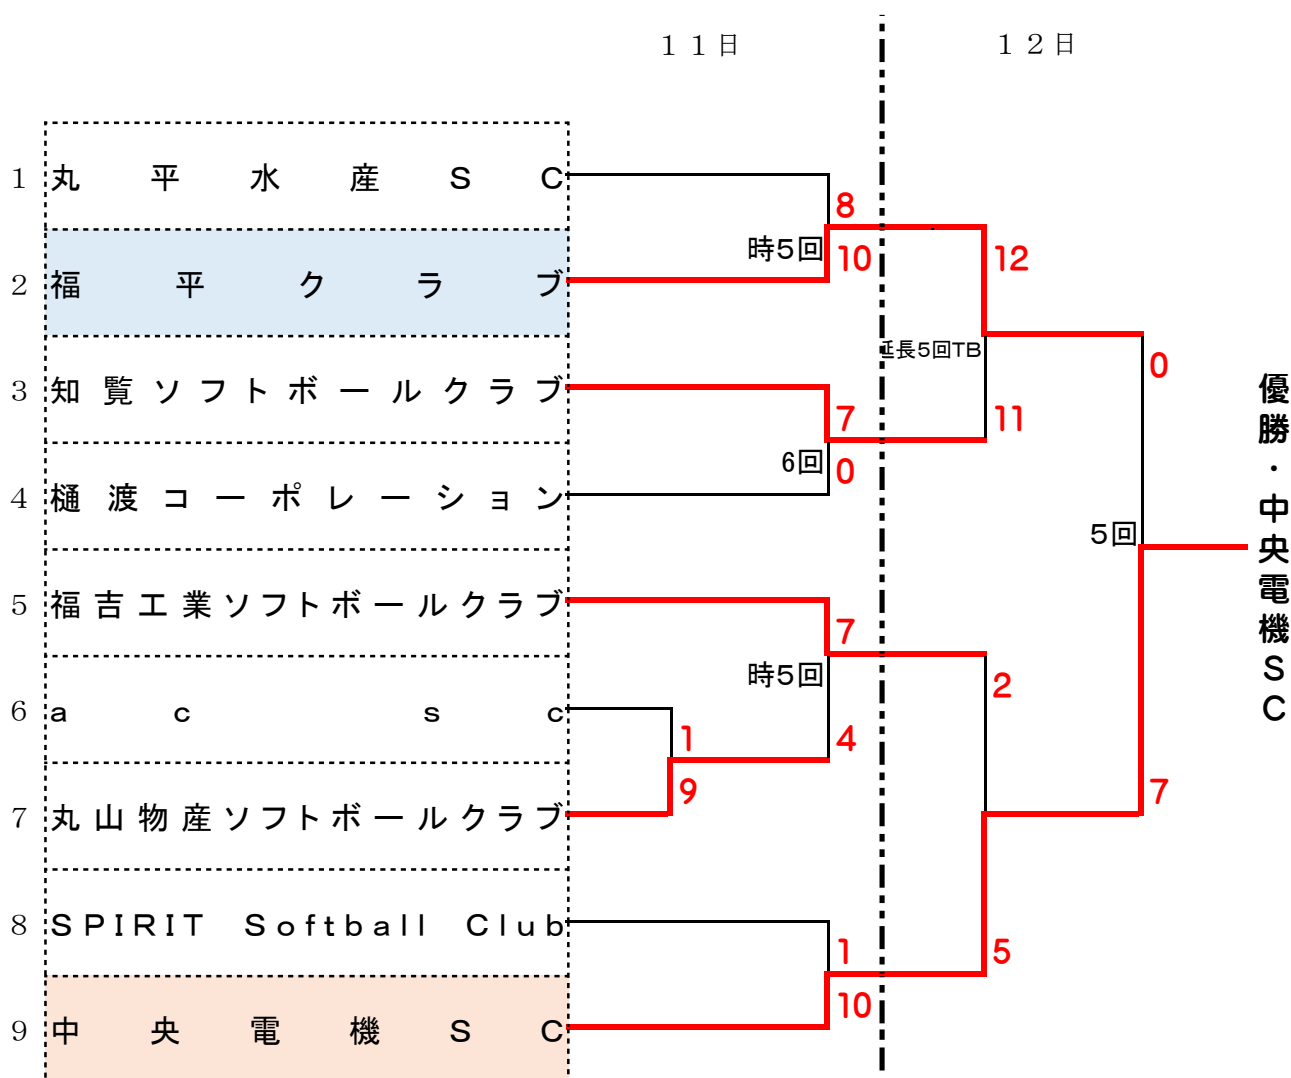 11日
12日
1 丸平水産SC
2 福平クラブ
3 知覧ソフトボールクラブ
4 樋渡コーポレーション
5 福吉工業ソフトボールクラブ
6 acsc
7 丸山物産ソフトボールクラブ
8 SPIRIT Softball Club
9 中央電機SC
8
時5回
10
7
6回
0
7
時5回
4
1
9
1
10
12
延長5回TB
11
2
5
0
5回
7
優勝・中央電機SC